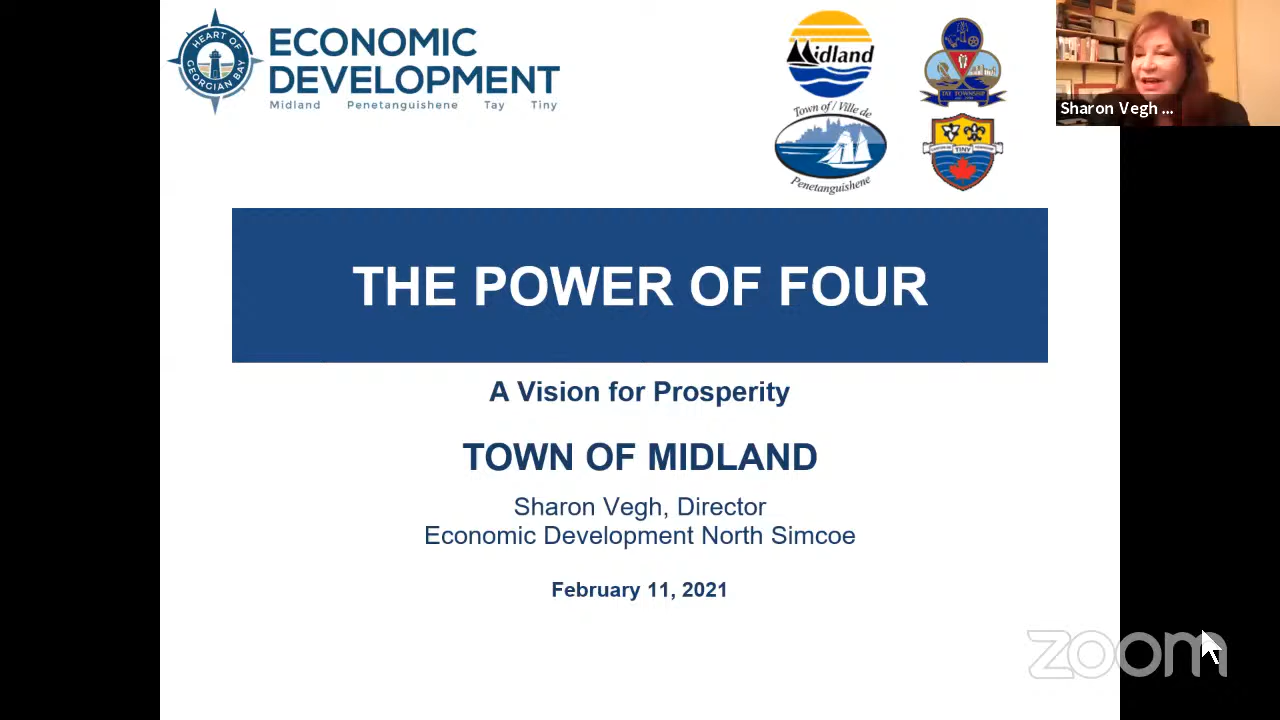 HEART OF
GEORGIAN BAY
ECONOMIC
DEVELOPMENT
Midland Penetanguishene Tay Tiny
Midland
TAY TOWNSHIP
Town of / Ville de
Penetanguishene
TINY
Sharon Vegh ...
THE POWER OF FOUR
A Vision for Prosperity
TOWN OF MIDLAND
Sharon Vegh, Director
Economic Development North Simcoe
February 11, 2021
zoom